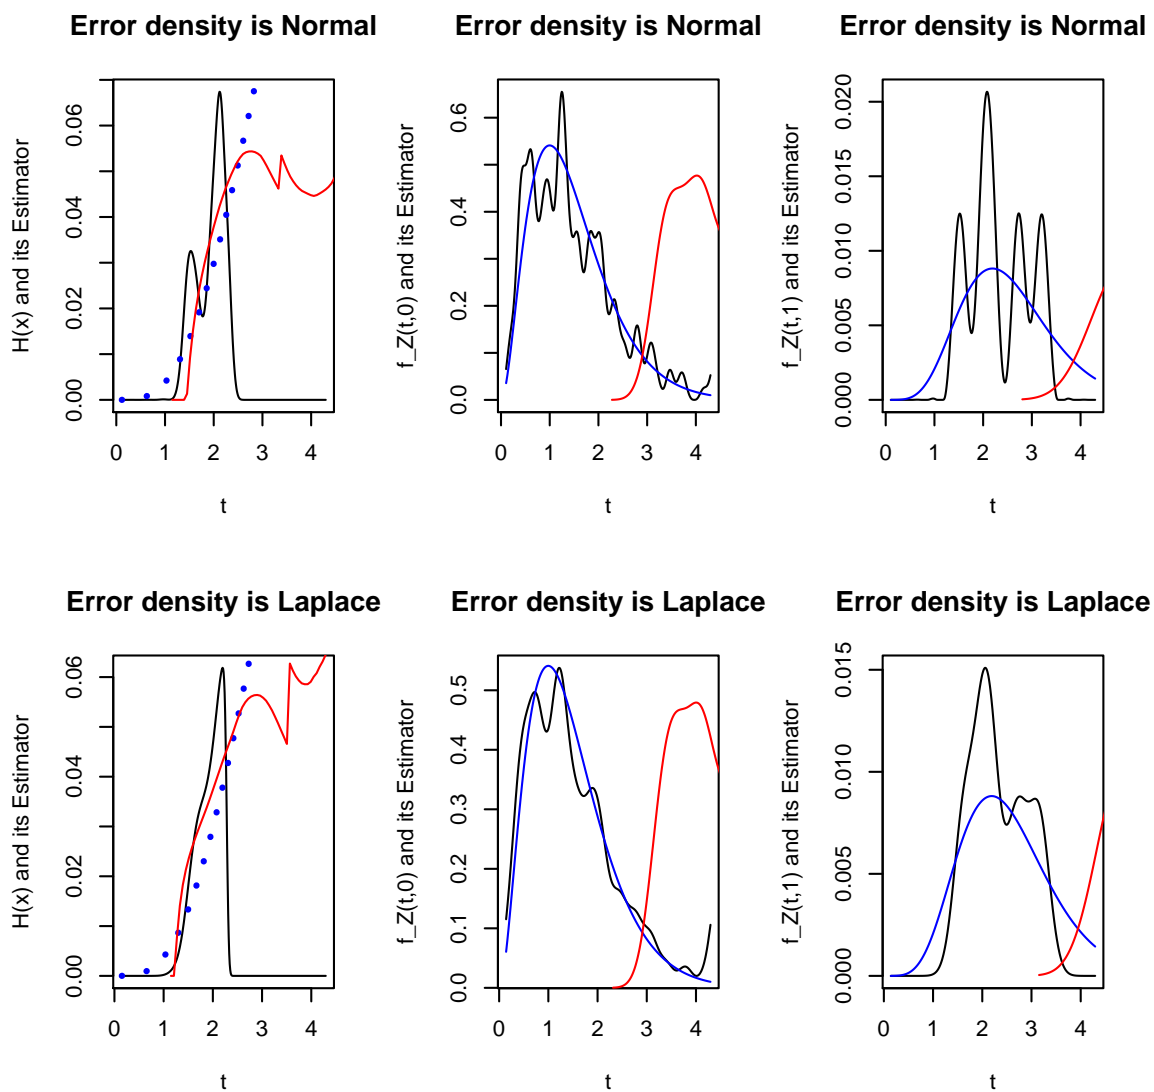 Error density is Normal
H(x) and its Estimator
0.00 0.02 0.04 0.06
0 1 2 3 4
t
Error density is Normal
f_Z(t,0) and its Estimator
0.0 0.2 0.4 0.6
0 1 2 3 4
t
Error density is Normal
f_Z(t,1) and its Estimator
0.000 0.005 0.010 0.015 0.020
0 1 2 3 4
t
Error density is Laplace
H(x) and its Estimator
0.00 0.02 0.04 0.06
0 1 2 3 4
t
Error density is Laplace
f_Z(t,0) and its Estimator
0.0 0.1 0.2 0.3 0.4 0.5
0 1 2 3 4
t
Error density is Laplace
f_Z(t,1) and its Estimator
0.000 0.005 0.010 0.015
0 1 2 3 4
t